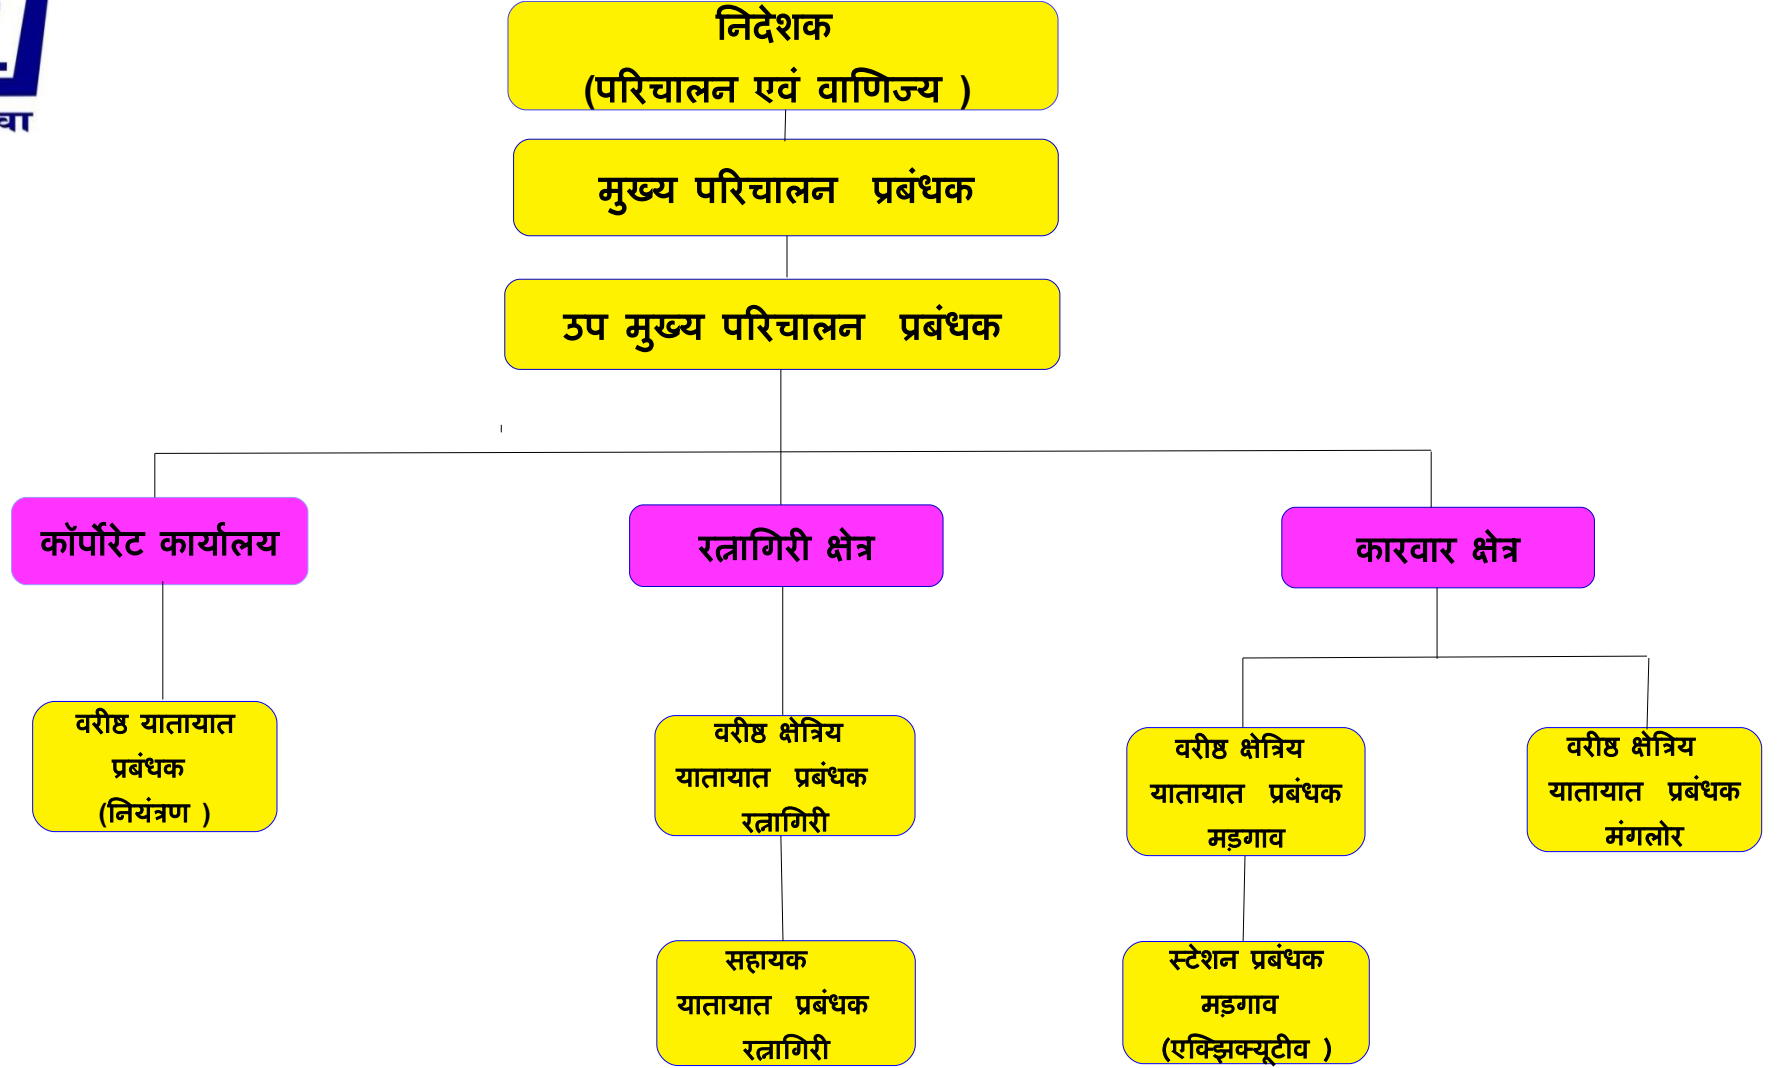 निदेशक
(परिचालन एवं वाणिज्य )
मुख्य परिचालन प्रबंधक
उप मुख्य परिचालन प्रबंधक
कॉर्पोरेट कार्यालय
रत्नागिरी क्षेत्र
कारवार क्षेत्र
वरीष्ठ यातायात
प्रबंधक
(नियंत्रण )
वरीष्ठ क्षेत्रिय
यातायात प्रबंधक
रत्नागिरी
वरीष्ठ क्षेत्रिय
यातायात प्रबंधक
मड़गाव
वरीष्ठ क्षेत्रिय
यातायात प्रबंधक
मंगलोर
सहायक
यातायात प्रबंधक
रत्नागिरी
स्टेशन प्रबंधक
मड़गाव
(एक्झिक्यूटीव )